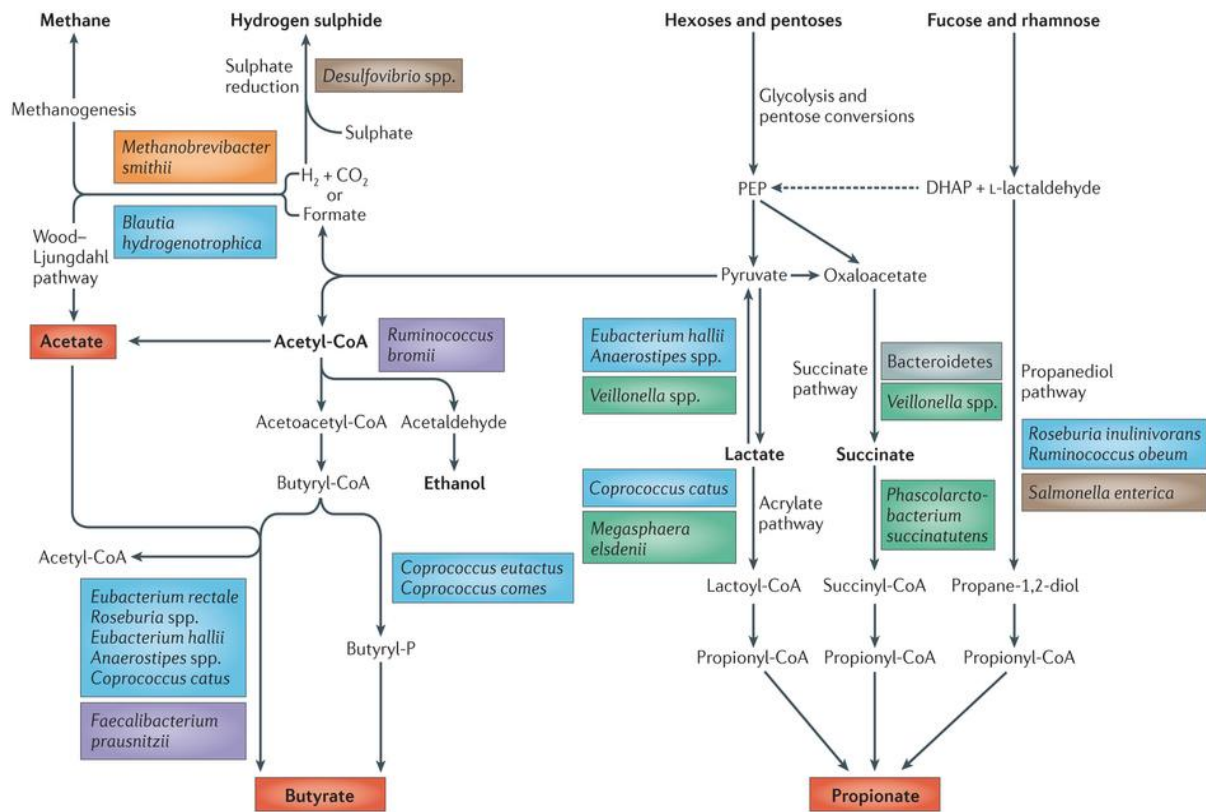 Methane
Hydrogen sulphide
Hexoses and pentoses
Fucose and rhamnose
Sulphate
reduction
Desulfovibrio spp.
Methanogenesis
Sulphate
Glycolysis and
pentose conversions
Methanobrevibacter
smithii
H₂ + CO₂
or
Formate
PEP
DHAP + L-lactaldehyde
Blautia
hydrogenotrophica
Wood–
Ljungdahl
pathway
Pyruvate
Oxaloacetate
Acetate
Acetyl-CoA
Ruminococcus
bromii
Eubacterium hallii
Anaerostipes spp.
Veillonella spp.
Succinate
pathway
Bacteroidetes
Veillonella spp.
Propanediol
pathway
Acetoacetyl-CoA
Acetaldehyde
Butyryl-CoA
Ethanol
Lactate
Succinate
Roseburia inulinivorans
Ruminococcus obeum
Salmonella enterica
Coprococcus catus
Megasphaera
elsdenii
Acrylate
pathway
Phascolarcto-
bacterium
succinatutens
Acetyl-CoA
Coprococcus eutactus
Coprococcus comes
Lactoyl-CoA
Succinyl-CoA
Propane-1,2-diol
Eubacterium rectale
Roseburia spp.
Eubacterium hallii
Anaerostipes spp.
Coprococcus catus
Butyryl-P
Propionyl-CoA
Propionyl-CoA
Propionyl-CoA
Faecalibacterium
prausnitzii
Butyrate
Propionate